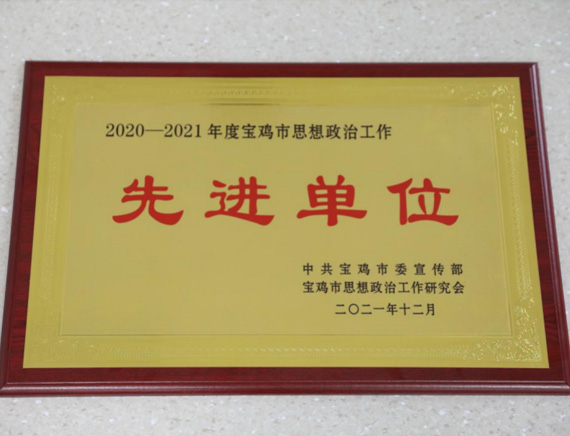 2020—2021年度宝鸡市思想政治工作
先进单位
中共宝鸡市委宣传部
宝鸡市思想政治工作研究会
二〇二一年十二月